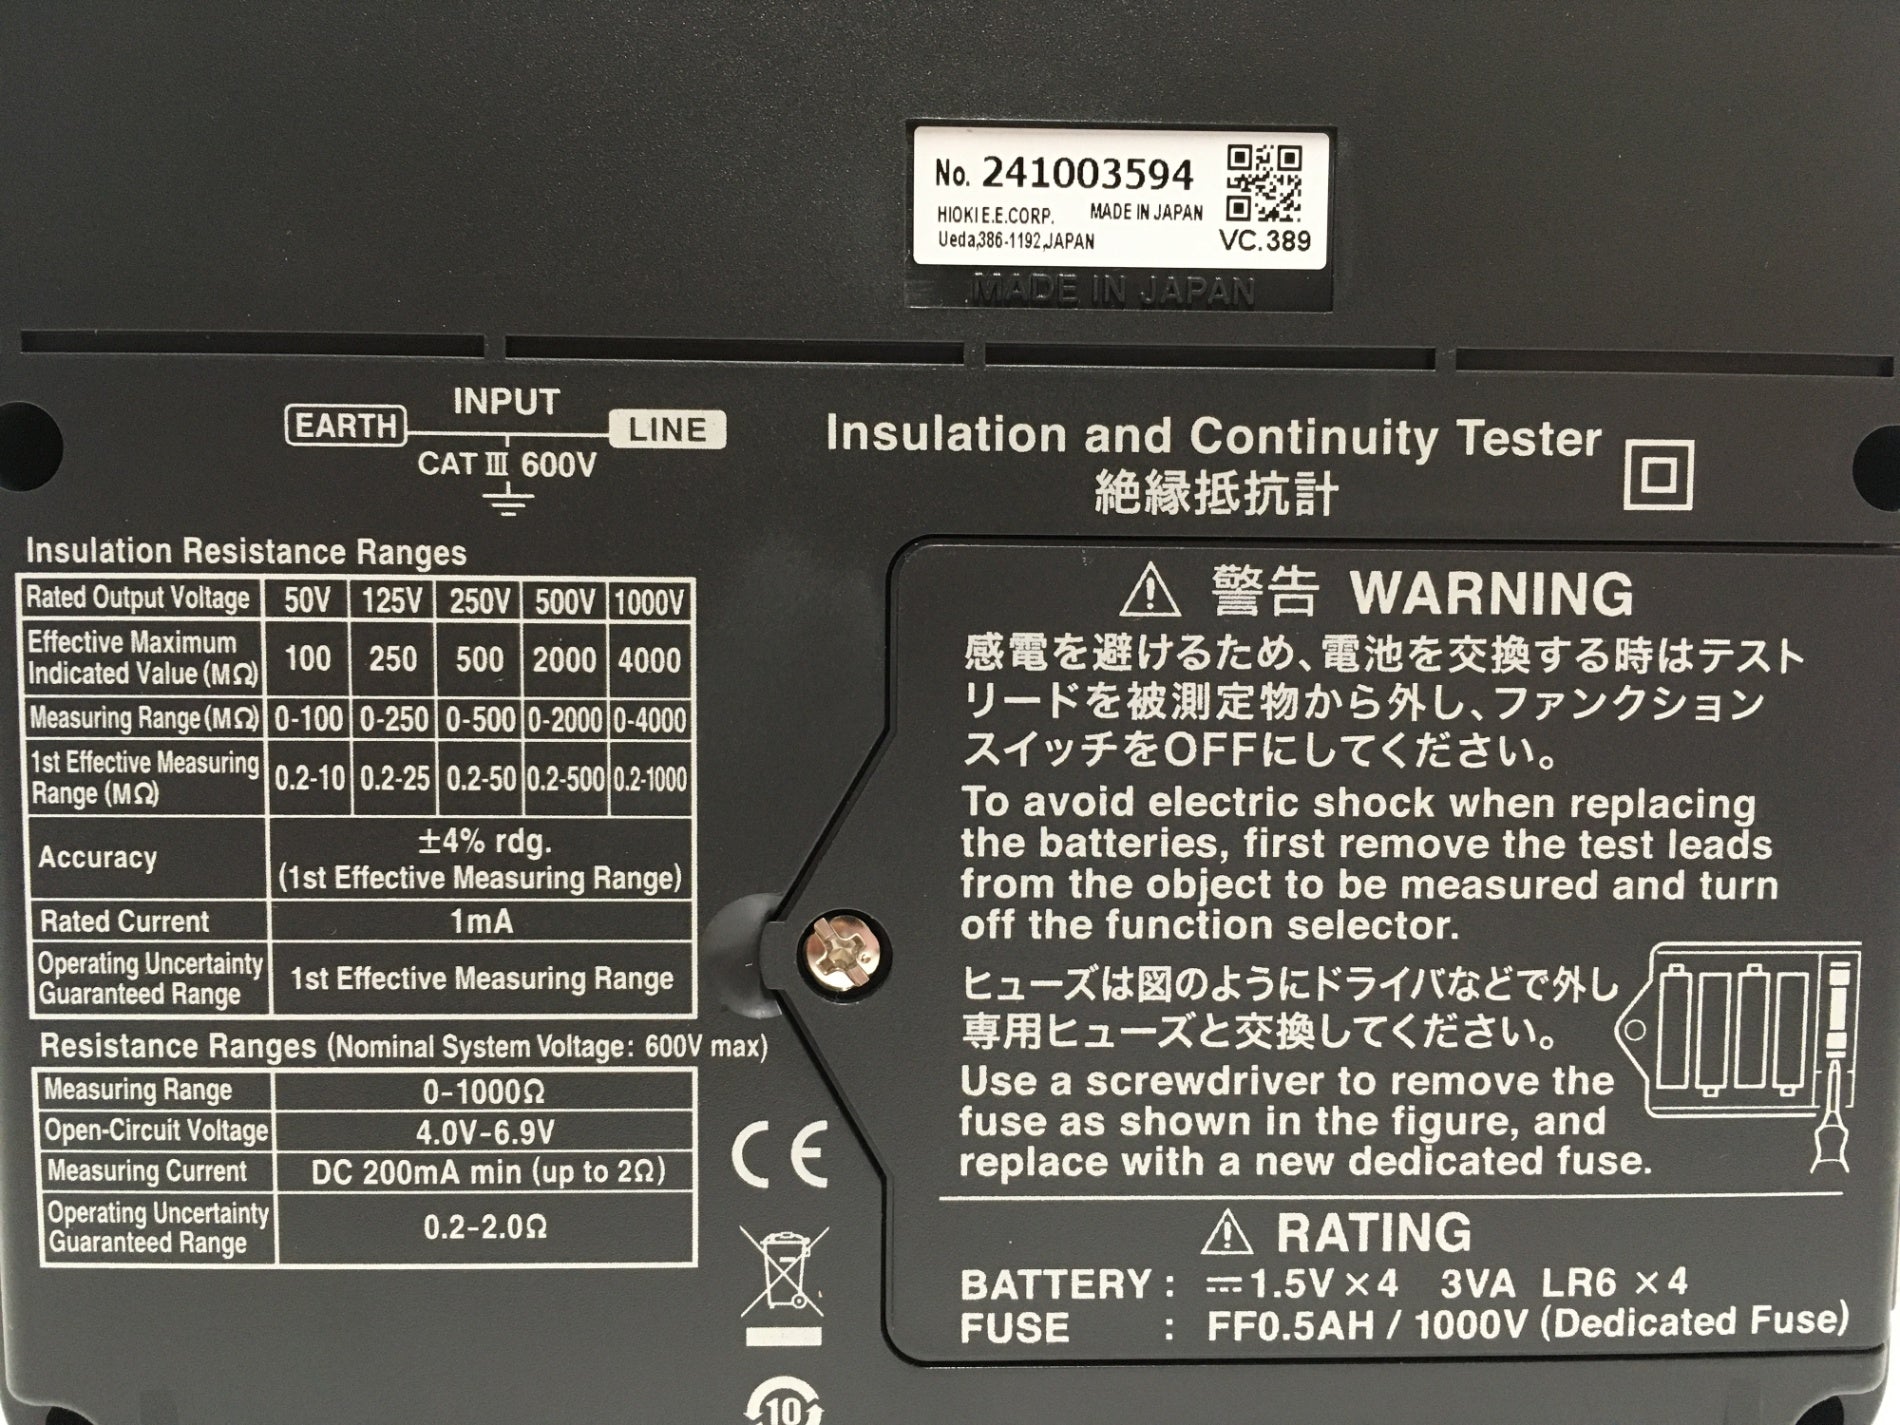 No. 241003594
HIOKI E.E.CORP. MADE IN JAPAN
Ueda,386-1192,JAPAN
VC.389
MADE IN JAPAN
INPUT
EARTH LINE
CAT III 600V
Insulation and Continuity Tester
絶縁抵抗計
Insulation Resistance Ranges
Rated Output Voltage 50V 125V 250V 500V 1000V
Effective Maximum
Indicated Value (MΩ) 100 250 500 2000 4000
Measuring Range (MΩ) 0-100 0-250 0-500 0-2000 0-4000
1st Effective Measuring
Range (MΩ) 0.2-10 0.2-25 0.2-50 0.2-500 0.2-1000
Accuracy ±4% rdg.
(1st Effective Measuring Range)
Rated Current 1mA
Operating Uncertainty
Guaranteed Range 1st Effective Measuring Range
Resistance Ranges (Nominal System Voltage: 600V max)
Measuring Range 0-1000Ω
Open-Circuit Voltage 4.0V-6.9V
Measuring Current DC 200mA min (up to 2Ω)
Operating Uncertainty
Guaranteed Range 0.2-2.0Ω
CE
10
警告 WARNING
感電を避けるため、電池を交換する時はテスト
リードを被測定物から外し、ファンクション
スイッチをOFFにしてください。
To avoid electric shock when replacing
the batteries, first remove the test leads
from the object to be measured and turn
off the function selector.
ヒューズは図のようにドライバなどで外し
専用ヒューズと交換してください。
Use a screwdriver to remove the
fuse as shown in the figure, and
replace with a new dedicated fuse.
RATING
BATTERY : ⎓1.5V×4 3VA LR6 ×4
FUSE : FF0.5AH / 1000V (Dedicated Fuse)